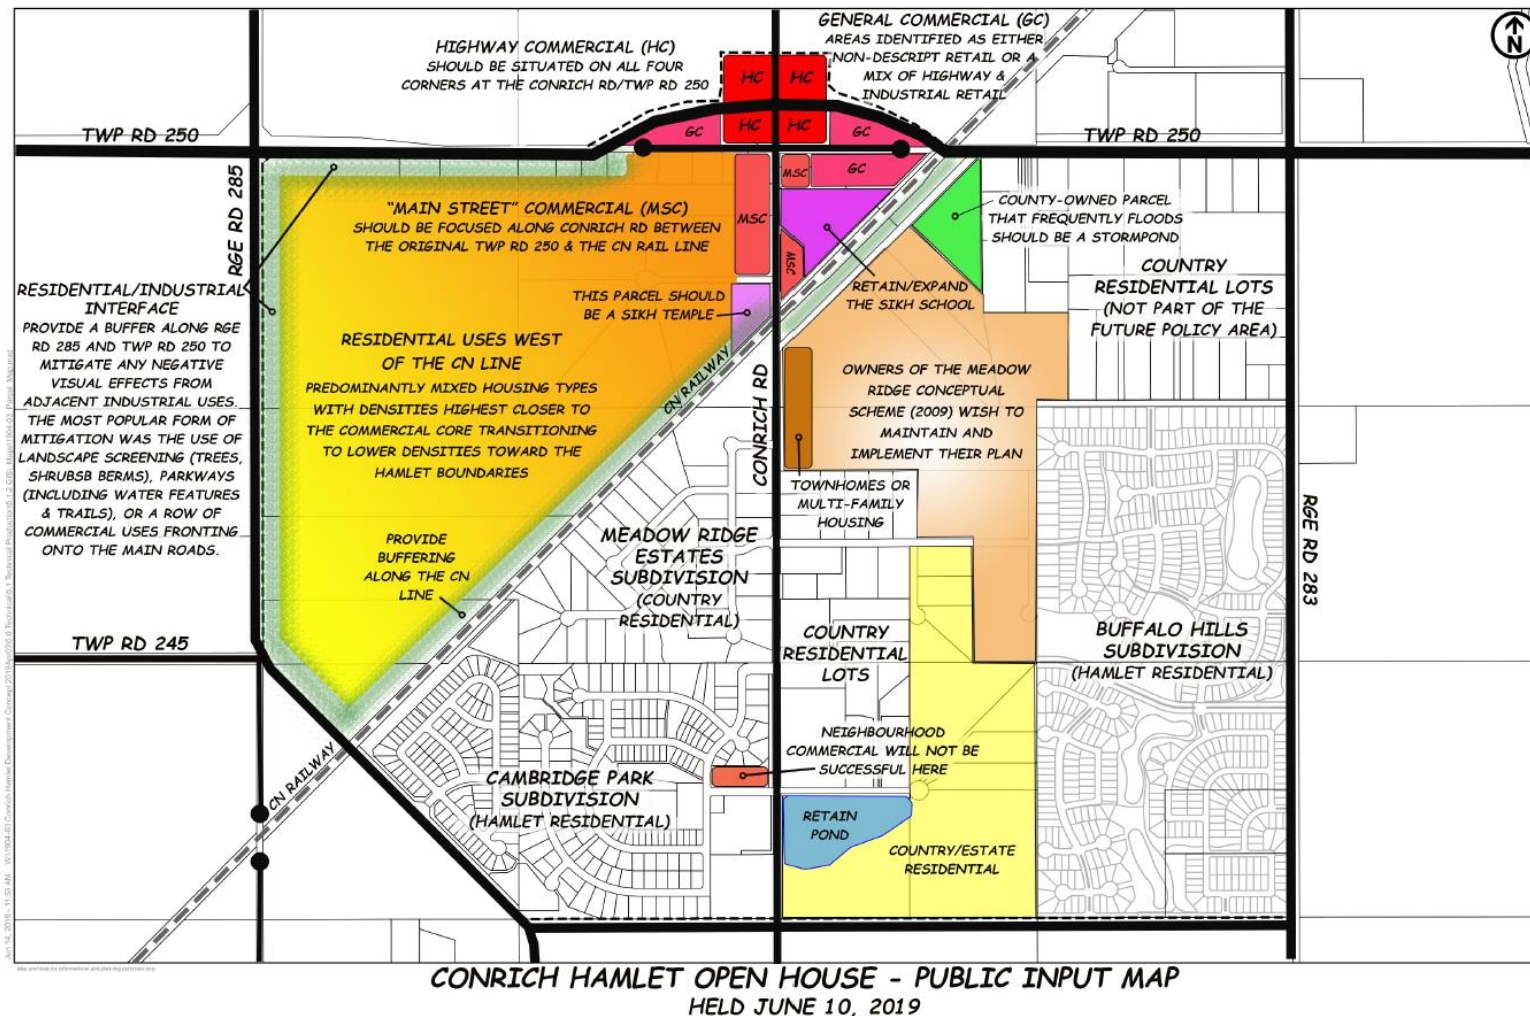 HIGHWAY COMMERCIAL (HC)
SHOULD BE SITUATED ON ALL FOUR
CORNERS AT THE CONRICH RD/TWP RD 250
GENERAL COMMERCIAL (GC)
AREAS IDENTIFIED AS EITHER
NON-DESCRIPT RETAIL OR A
MIX OF HIGHWAY &
INDUSTRIAL RETAIL
N
HC
HC
HC
HC
GC
GC
GC
TWP RD 250
TWP RD 250
RGE RD 285
MSC
MSC
MSC
"MAIN STREET" COMMERCIAL (MSC)
SHOULD BE FOCUSED ALONG CONRICH RD BETWEEN
THE ORIGINAL TWP RD 250 & THE CN RAIL LINE
COUNTY-OWNED PARCEL
THAT FREQUENTLY FLOODS
SHOULD BE A STORMPOND
COUNTRY
RESIDENTIAL LOTS
(NOT PART OF THE
FUTURE POLICY AREA)
RETAIN/EXPAND
THE SIKH SCHOOL
THIS PARCEL SHOULD
BE A SIKH TEMPLE
RESIDENTIAL/INDUSTRIAL
INTERFACE
PROVIDE A BUFFER ALONG RGE
RD 285 AND TWP RD 250 TO
MITIGATE ANY NEGATIVE
VISUAL EFFECTS FROM
ADJACENT INDUSTRIAL USES.
THE MOST POPULAR FORM OF
MITIGATION WAS THE USE OF
LANDSCAPE SCREENING (TREES,
SHRUBSB BERMS), PARKWAYS
(INCLUDING WATER FEATURES
& TRAILS), OR A ROW OF
COMMERCIAL USES FRONTING
ONTO THE MAIN ROADS.
RESIDENTIAL USES WEST
OF THE CN LINE
PREDOMINANTLY MIXED HOUSING TYPES
WITH DENSITIES HIGHEST CLOSER TO
THE COMMERCIAL CORE TRANSITIONING
TO LOWER DENSITIES TOWARD THE
HAMLET BOUNDARIES
CN RAILWAY
CONRICH RD
OWNERS OF THE MEADOW
RIDGE CONCEPTUAL
SCHEME (2009) WISH TO
MAINTAIN AND
IMPLEMENT THEIR PLAN
TOWNHOMES OR
MULTI-FAMILY
HOUSING
PROVIDE
BUFFERING
ALONG THE CN
LINE
MEADOW RIDGE
ESTATES
SUBDIVISION
(COUNTRY
RESIDENTIAL)
RGE RD 283
TWP RD 245
COUNTRY
RESIDENTIAL
LOTS
BUFFALO HILLS
SUBDIVISION
(HAMLET RESIDENTIAL)
NEIGHBOURHOOD
COMMERCIAL WILL NOT BE
SUCCESSFUL HERE
CN RAILWAY
CAMBRIDGE PARK
SUBDIVISION
(HAMLET RESIDENTIAL)
RETAIN
POND
COUNTRY/ESTATE
RESIDENTIAL
CONRICH HAMLET OPEN HOUSE - PUBLIC INPUT MAP
HELD JUNE 10, 2019